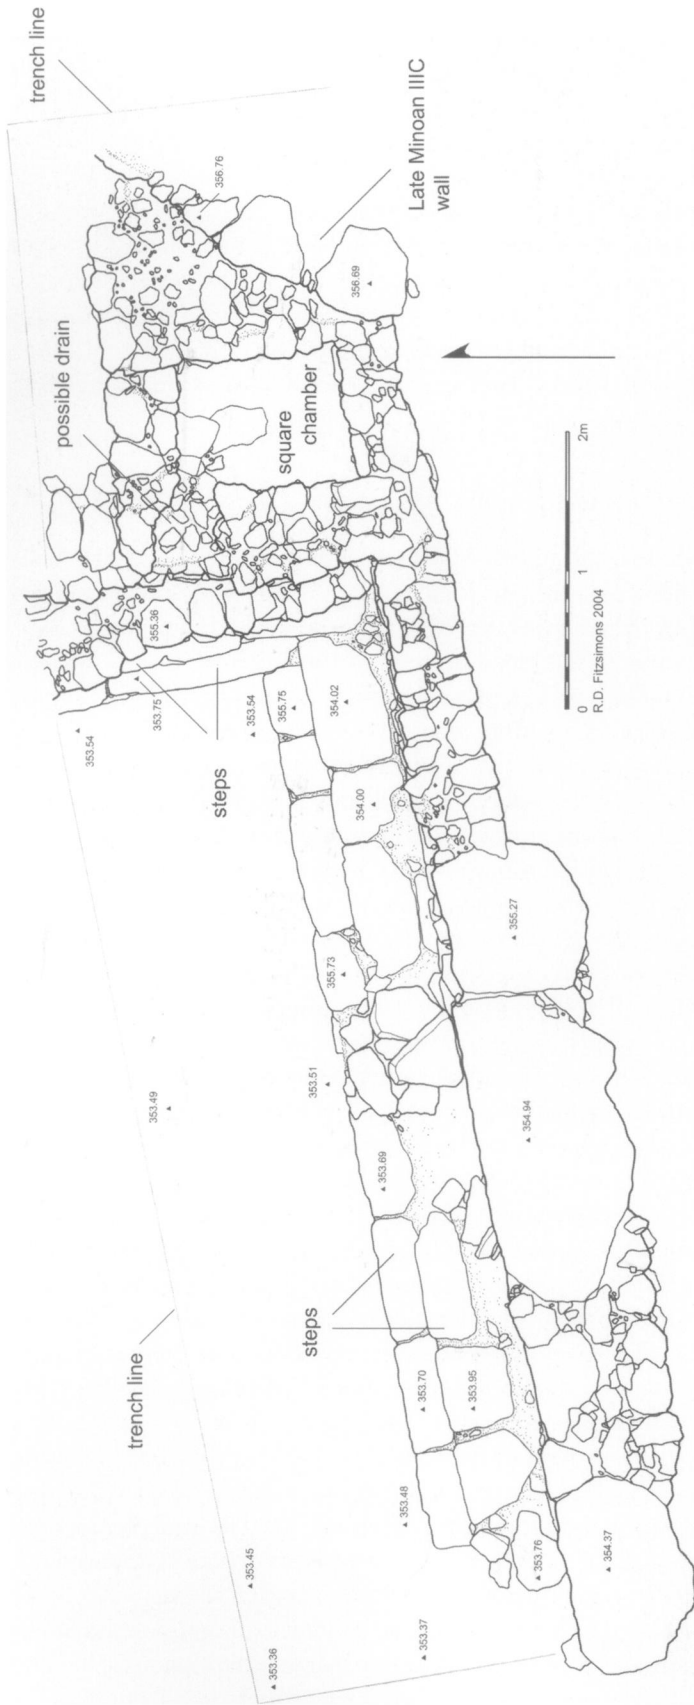 trench line
356.76
Late Minoan IIIC
wall
356.69
possible drain
square
chamber
2m
1
0
R.D. Fitzsimons 2004
355.36
353.75
353.54
steps
353.54
355.75
354.02
354.00
355.73
355.27
353.51
353.49
354.94
353.69
trench line
steps
353.70
353.95
353.48
353.45
353.76
354.37
353.37
353.36